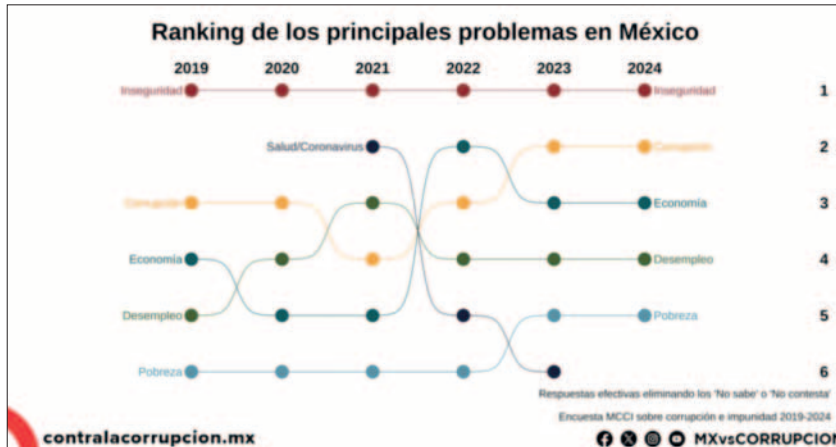 Ranking de los principales problemas en México
2019 2020 2021 2022 2023 2024
Inseguridad Inseguridad 1
Salud/Coronavirus Corrupción 2
Corrupción Economía 3
Economía Desempleo 4
Desempleo Pobreza 5
Pobreza 6
Respuestas efectivas eliminando los 'No sabe' o 'No contesta'
Encuesta MCCI sobre corrupción e impunidad 2019-2024
contralacorrupcion.mx MXvsCORRUPCION